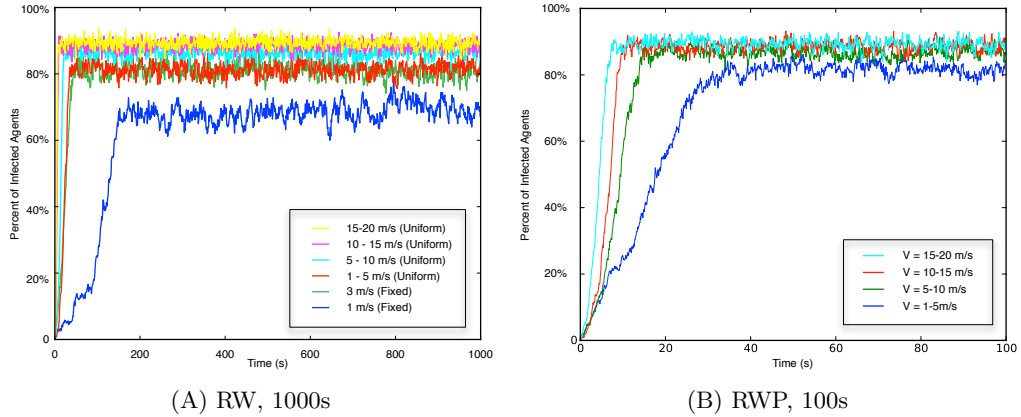 100%
80%
60%
40%
20%
0
0
200
400
600
800
1000
Percent of Infected Agents
Time (s)
15-20 m/s (Uniform)
10 - 15 m/s (Uniform)
5 - 10 m/s (Uniform)
1 - 5 m/s (Uniform)
3 m/s (Fixed)
1 m/s (Fixed)
(A) RW, 1000s
100%
80%
60%
40%
20%
0
0
20
40
60
80
100
Percent of Infected Agents
Time (s)
V = 15-20 m/s
V = 10-15 m/s
V = 5-10 m/s
V = 1-5m/s
(B) RWP, 100s